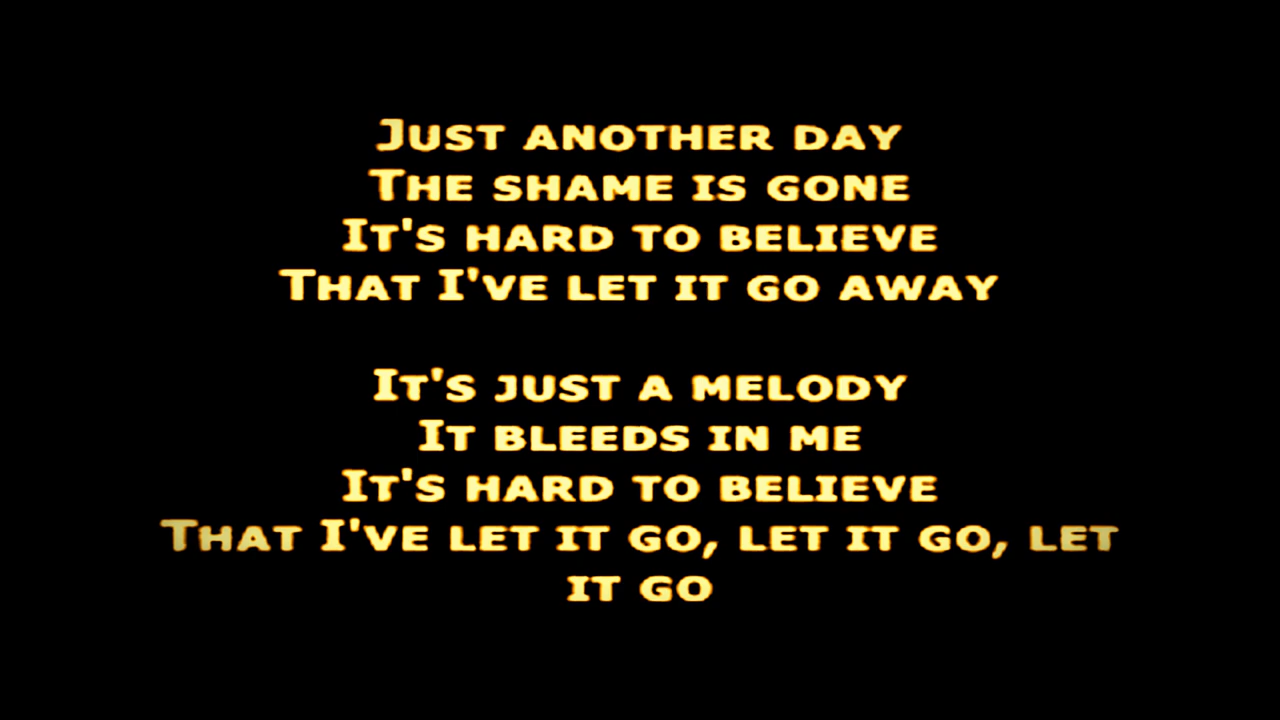 Just another day
The shame is gone
It's hard to believe
That I've let it go away
It's just a melody
It bleeds in me
It's hard to believe
That I've let it go, let it go, let
it go